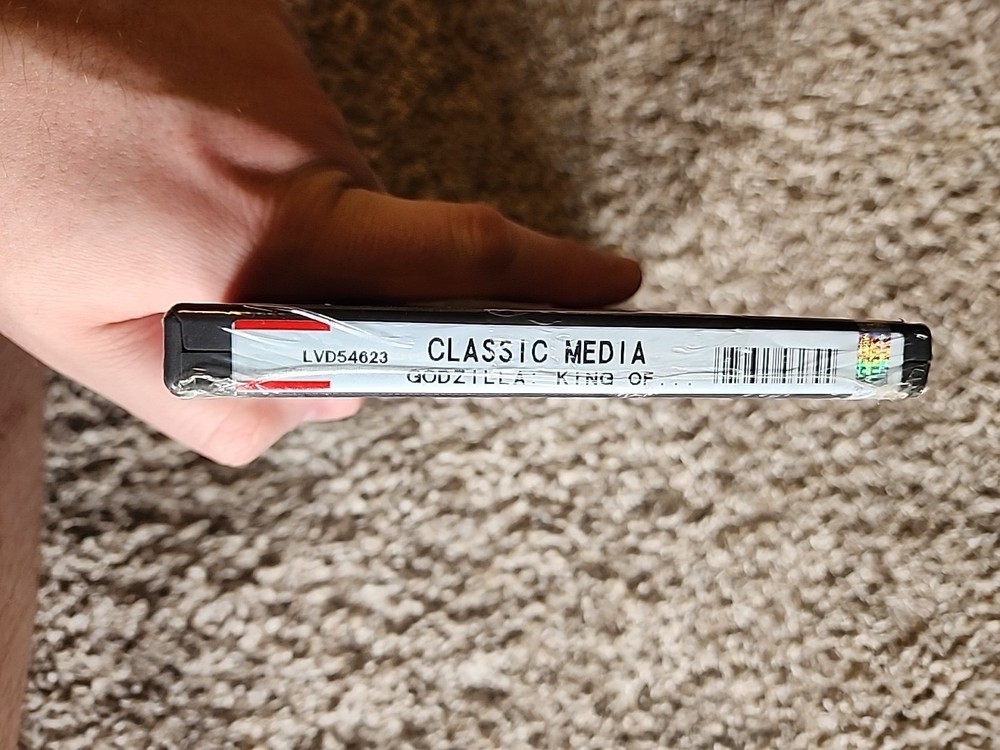 LVD54623 CLASSIC MEDIA
GODZILLA: KING OF...